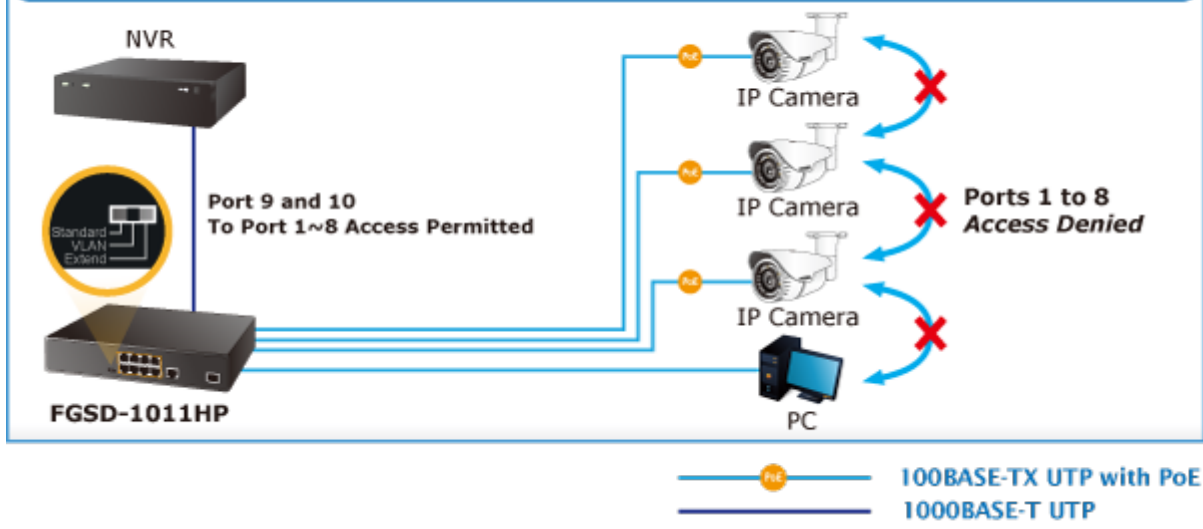 NVR
PoE
IP Camera
Port 9 and 10
To Port 1~8 Access Permitted
PoE
IP Camera
Ports 1 to 8
Access Denied
Standard
VLAN
Extend
PoE
IP Camera
FGSD-1011HP
PC
PoE
100BASE-TX UTP with PoE
1000BASE-T UTP